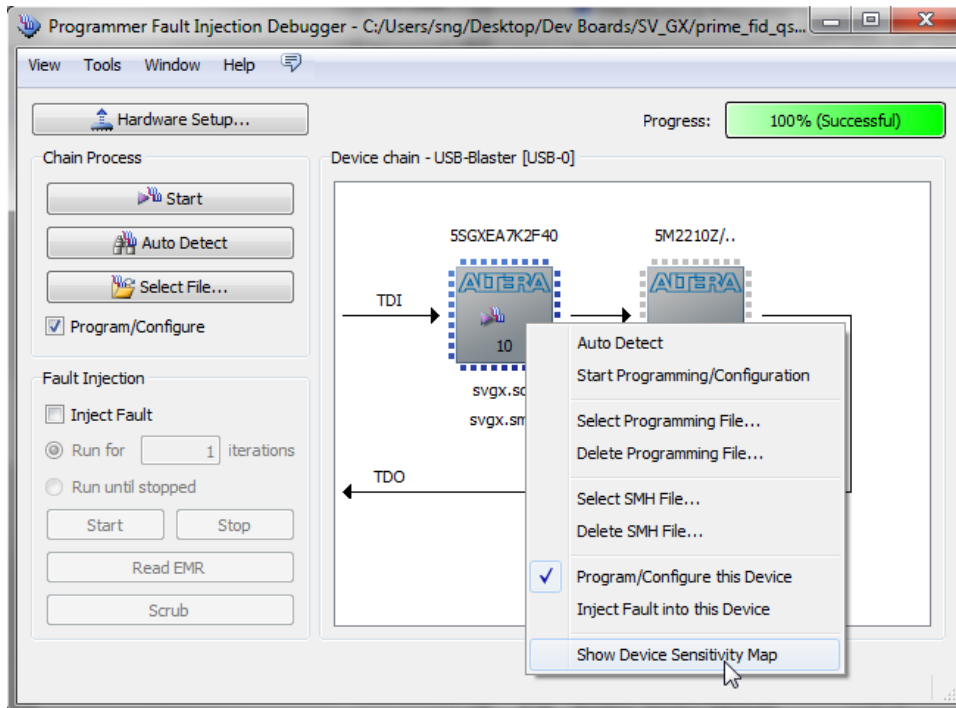 Programmer Fault Injection Debugger - C:/Users/sng/Desktop/Dev Boards/SV_GX/prime_fid_qs...
View Tools Window Help
Hardware Setup...
Progress: 100% (Successful)
Chain Process
Start
Auto Detect
Select File...
Program/Configure
Fault Injection
Inject Fault
Run for 1 iterations
Run until stopped
Start Stop
Read EMR
Scrub
Device chain - USB-Blaster [USB-0]
5SGXEA7K2F40 5M2210Z/..
ALTERA ALTERA
TDI
10
svgx.so
svgx.sm
TDO
Auto Detect
Start Programming/Configuration
Select Programming File...
Delete Programming File...
Select SMH File...
Delete SMH File...
Program/Configure this Device
Inject Fault into this Device
Show Device Sensitivity Map